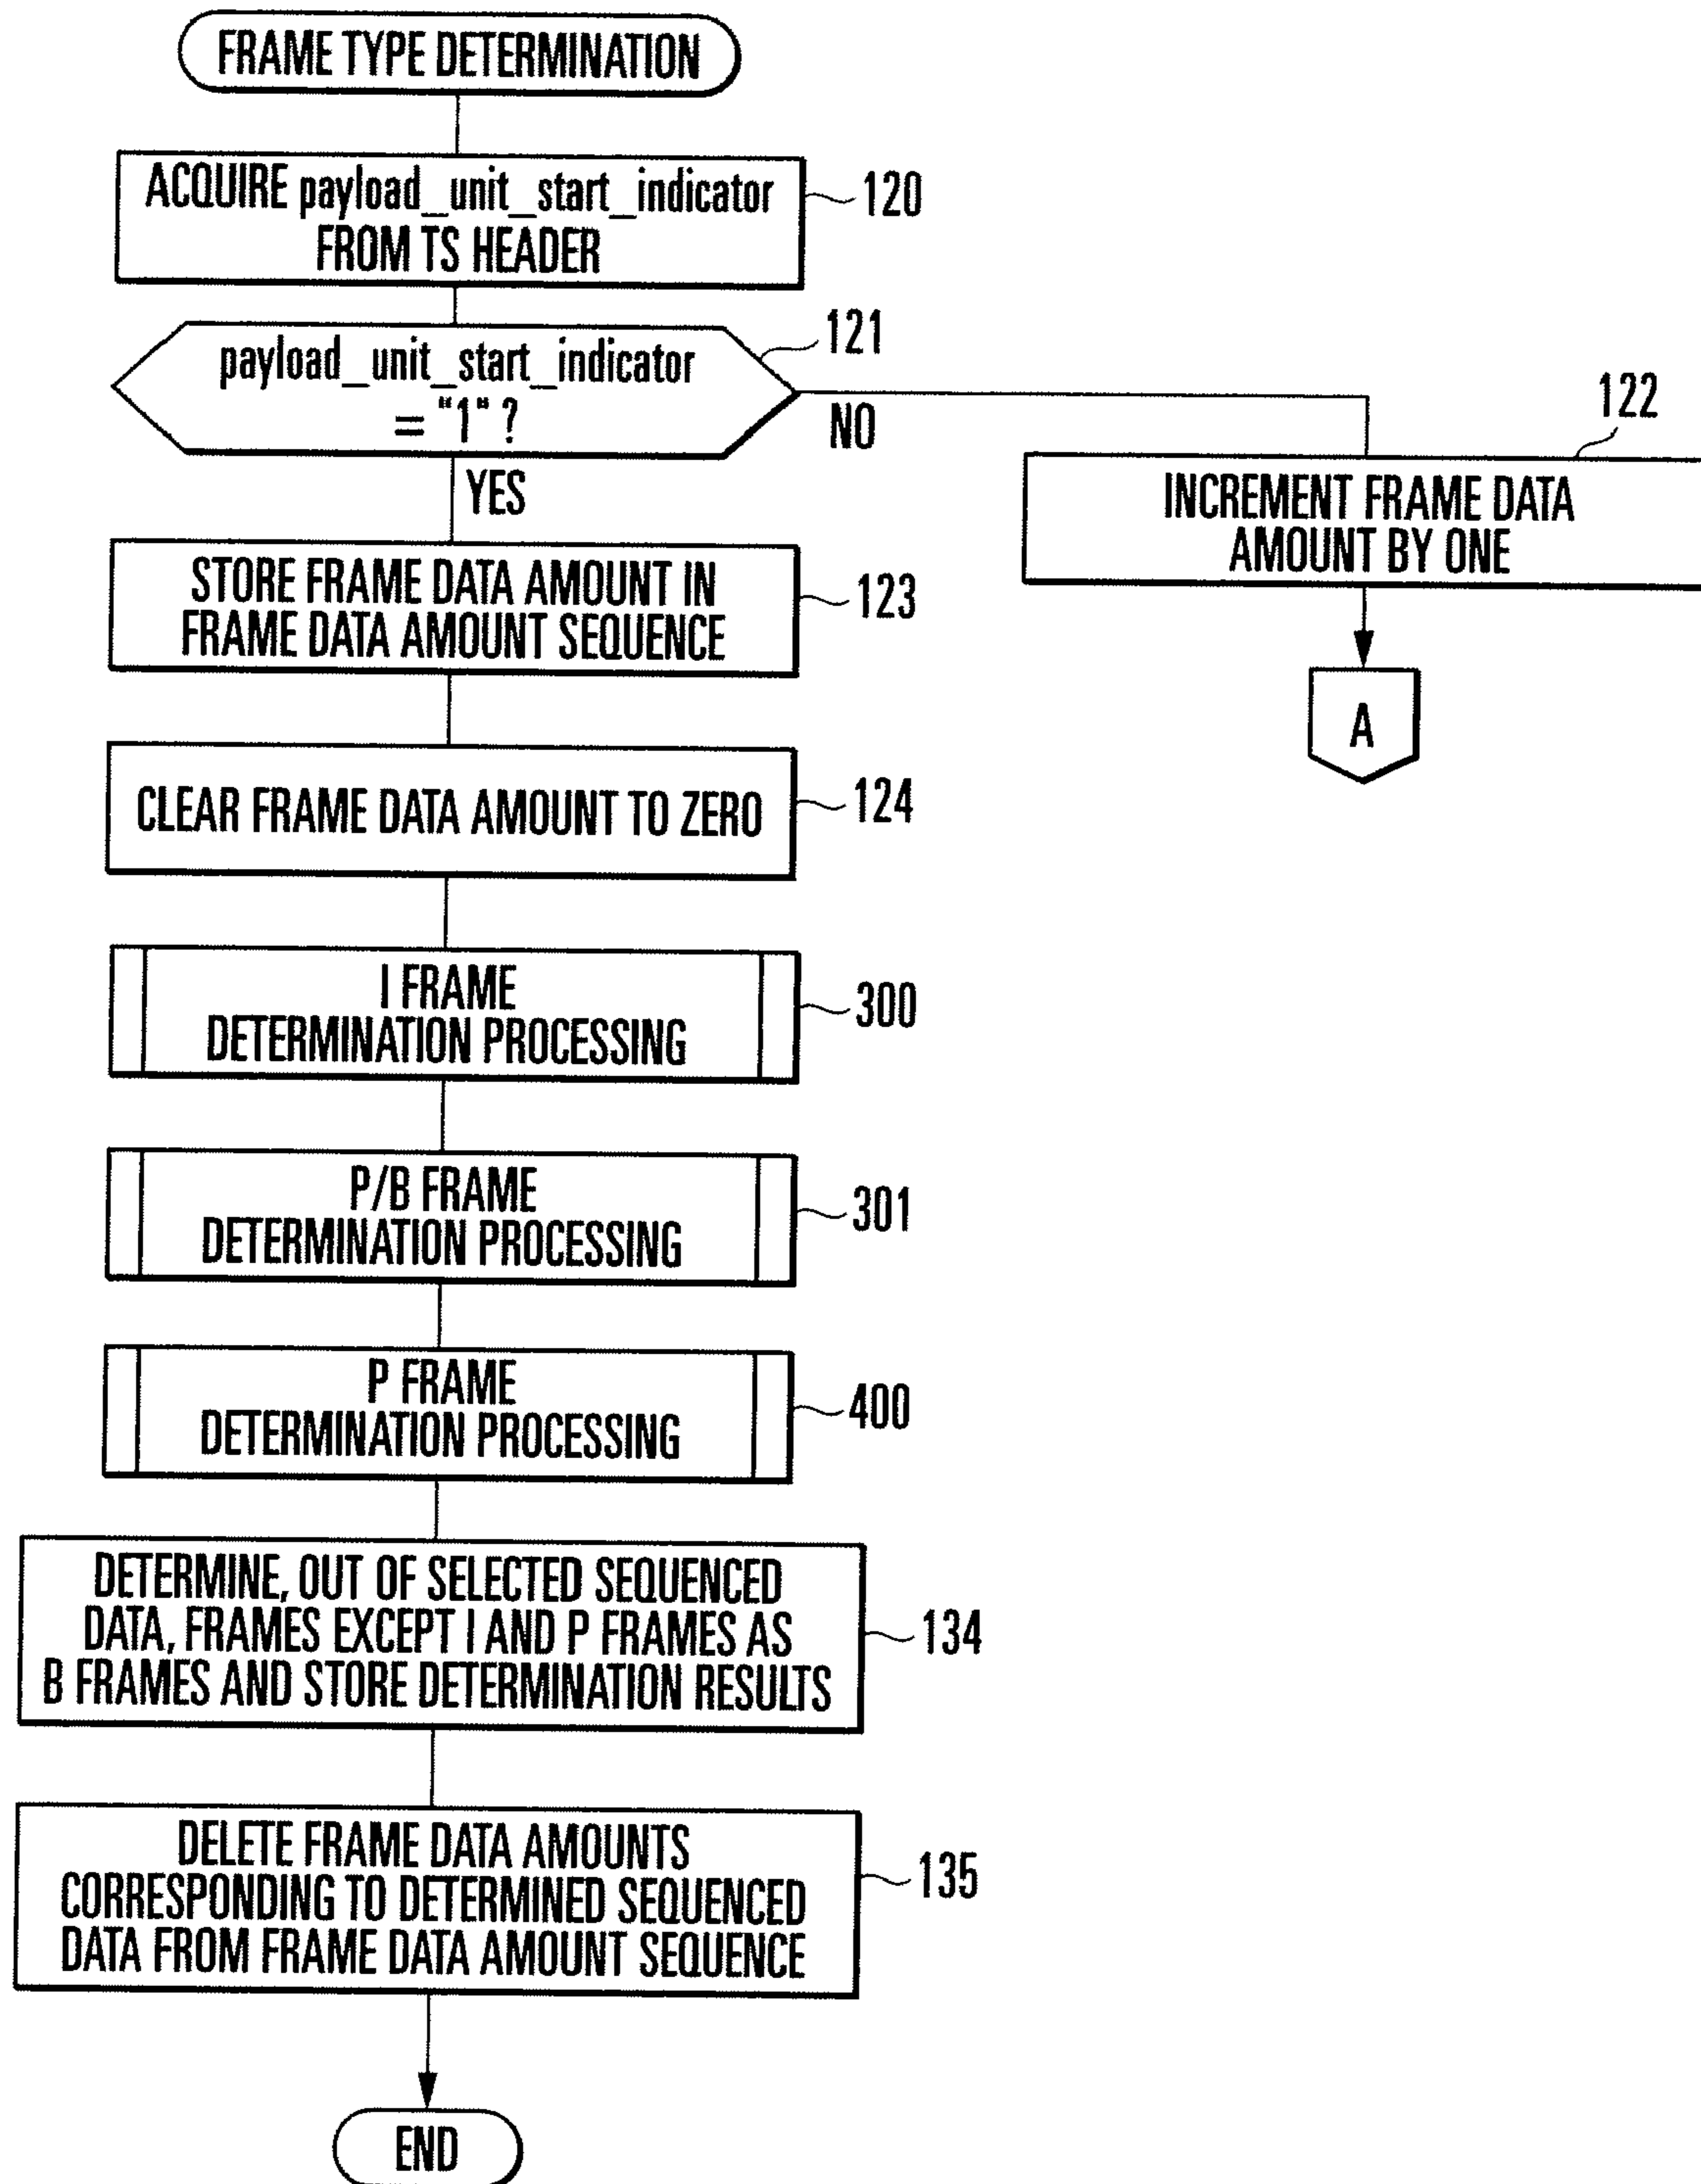 FRAME TYPE DETERMINATION
ACQUIRE payload_unit_start_indicator
FROM TS HEADER
120
payload_unit_start_indicator
= "1" ?
121
NO
YES
122
INCREMENT FRAME DATA
AMOUNT BY ONE
A
STORE FRAME DATA AMOUNT IN
FRAME DATA AMOUNT SEQUENCE
123
CLEAR FRAME DATA AMOUNT TO ZERO
124
I FRAME
DETERMINATION PROCESSING
300
P/B FRAME
DETERMINATION PROCESSING
301
P FRAME
DETERMINATION PROCESSING
400
DETERMINE, OUT OF SELECTED SEQUENCED
DATA, FRAMES EXCEPT I AND P FRAMES AS
B FRAMES AND STORE DETERMINATION RESULTS
134
DELETE FRAME DATA AMOUNTS
CORRESPONDING TO DETERMINED SEQUENCED
DATA FROM FRAME DATA AMOUNT SEQUENCE
135
END